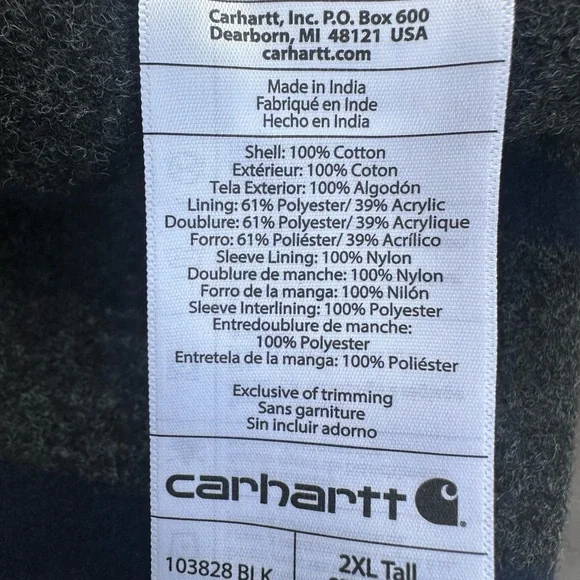 Carhartt, Inc. P.O. Box 600
Dearborn, MI 48121 USA
carhartt.com
Made in India
Fabriqué en Inde
Hecho en India
Shell: 100% Cotton
Extérieur: 100% Coton
Tela Exterior: 100% Algodón
Lining: 61% Polyester/ 39% Acrylic
Doublure: 61% Polyester/ 39% Acrylique
Forro: 61% Poliéster/ 39% Acrílico
Sleeve Lining: 100% Nylon
Doublure de manche: 100% Nylon
Forro de la manga: 100% Nilón
Sleeve Interlining: 100% Polyester
Entredoublure de manche:
100% Polyester
Entretela de la manga: 100% Poliéster
Exclusive of trimming
Sans garniture
Sin incluir adorno
carhartt
103828 BLK 2XL Tall